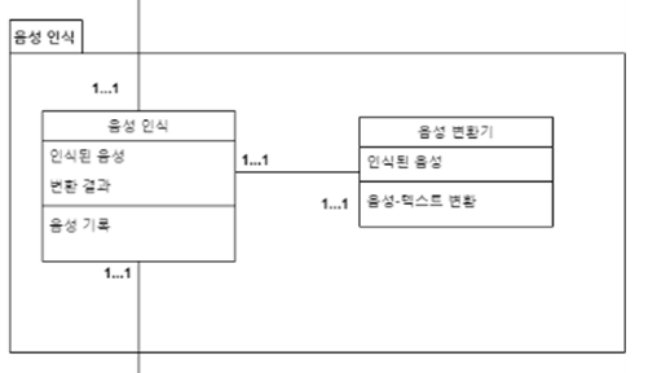 음성 인식
1...1
음성 인식
인식된 음성
변환 결과
음성 기록
1...1
1...1
1...1
음성 변환기
인식된 음성
음성-텍스트 변환